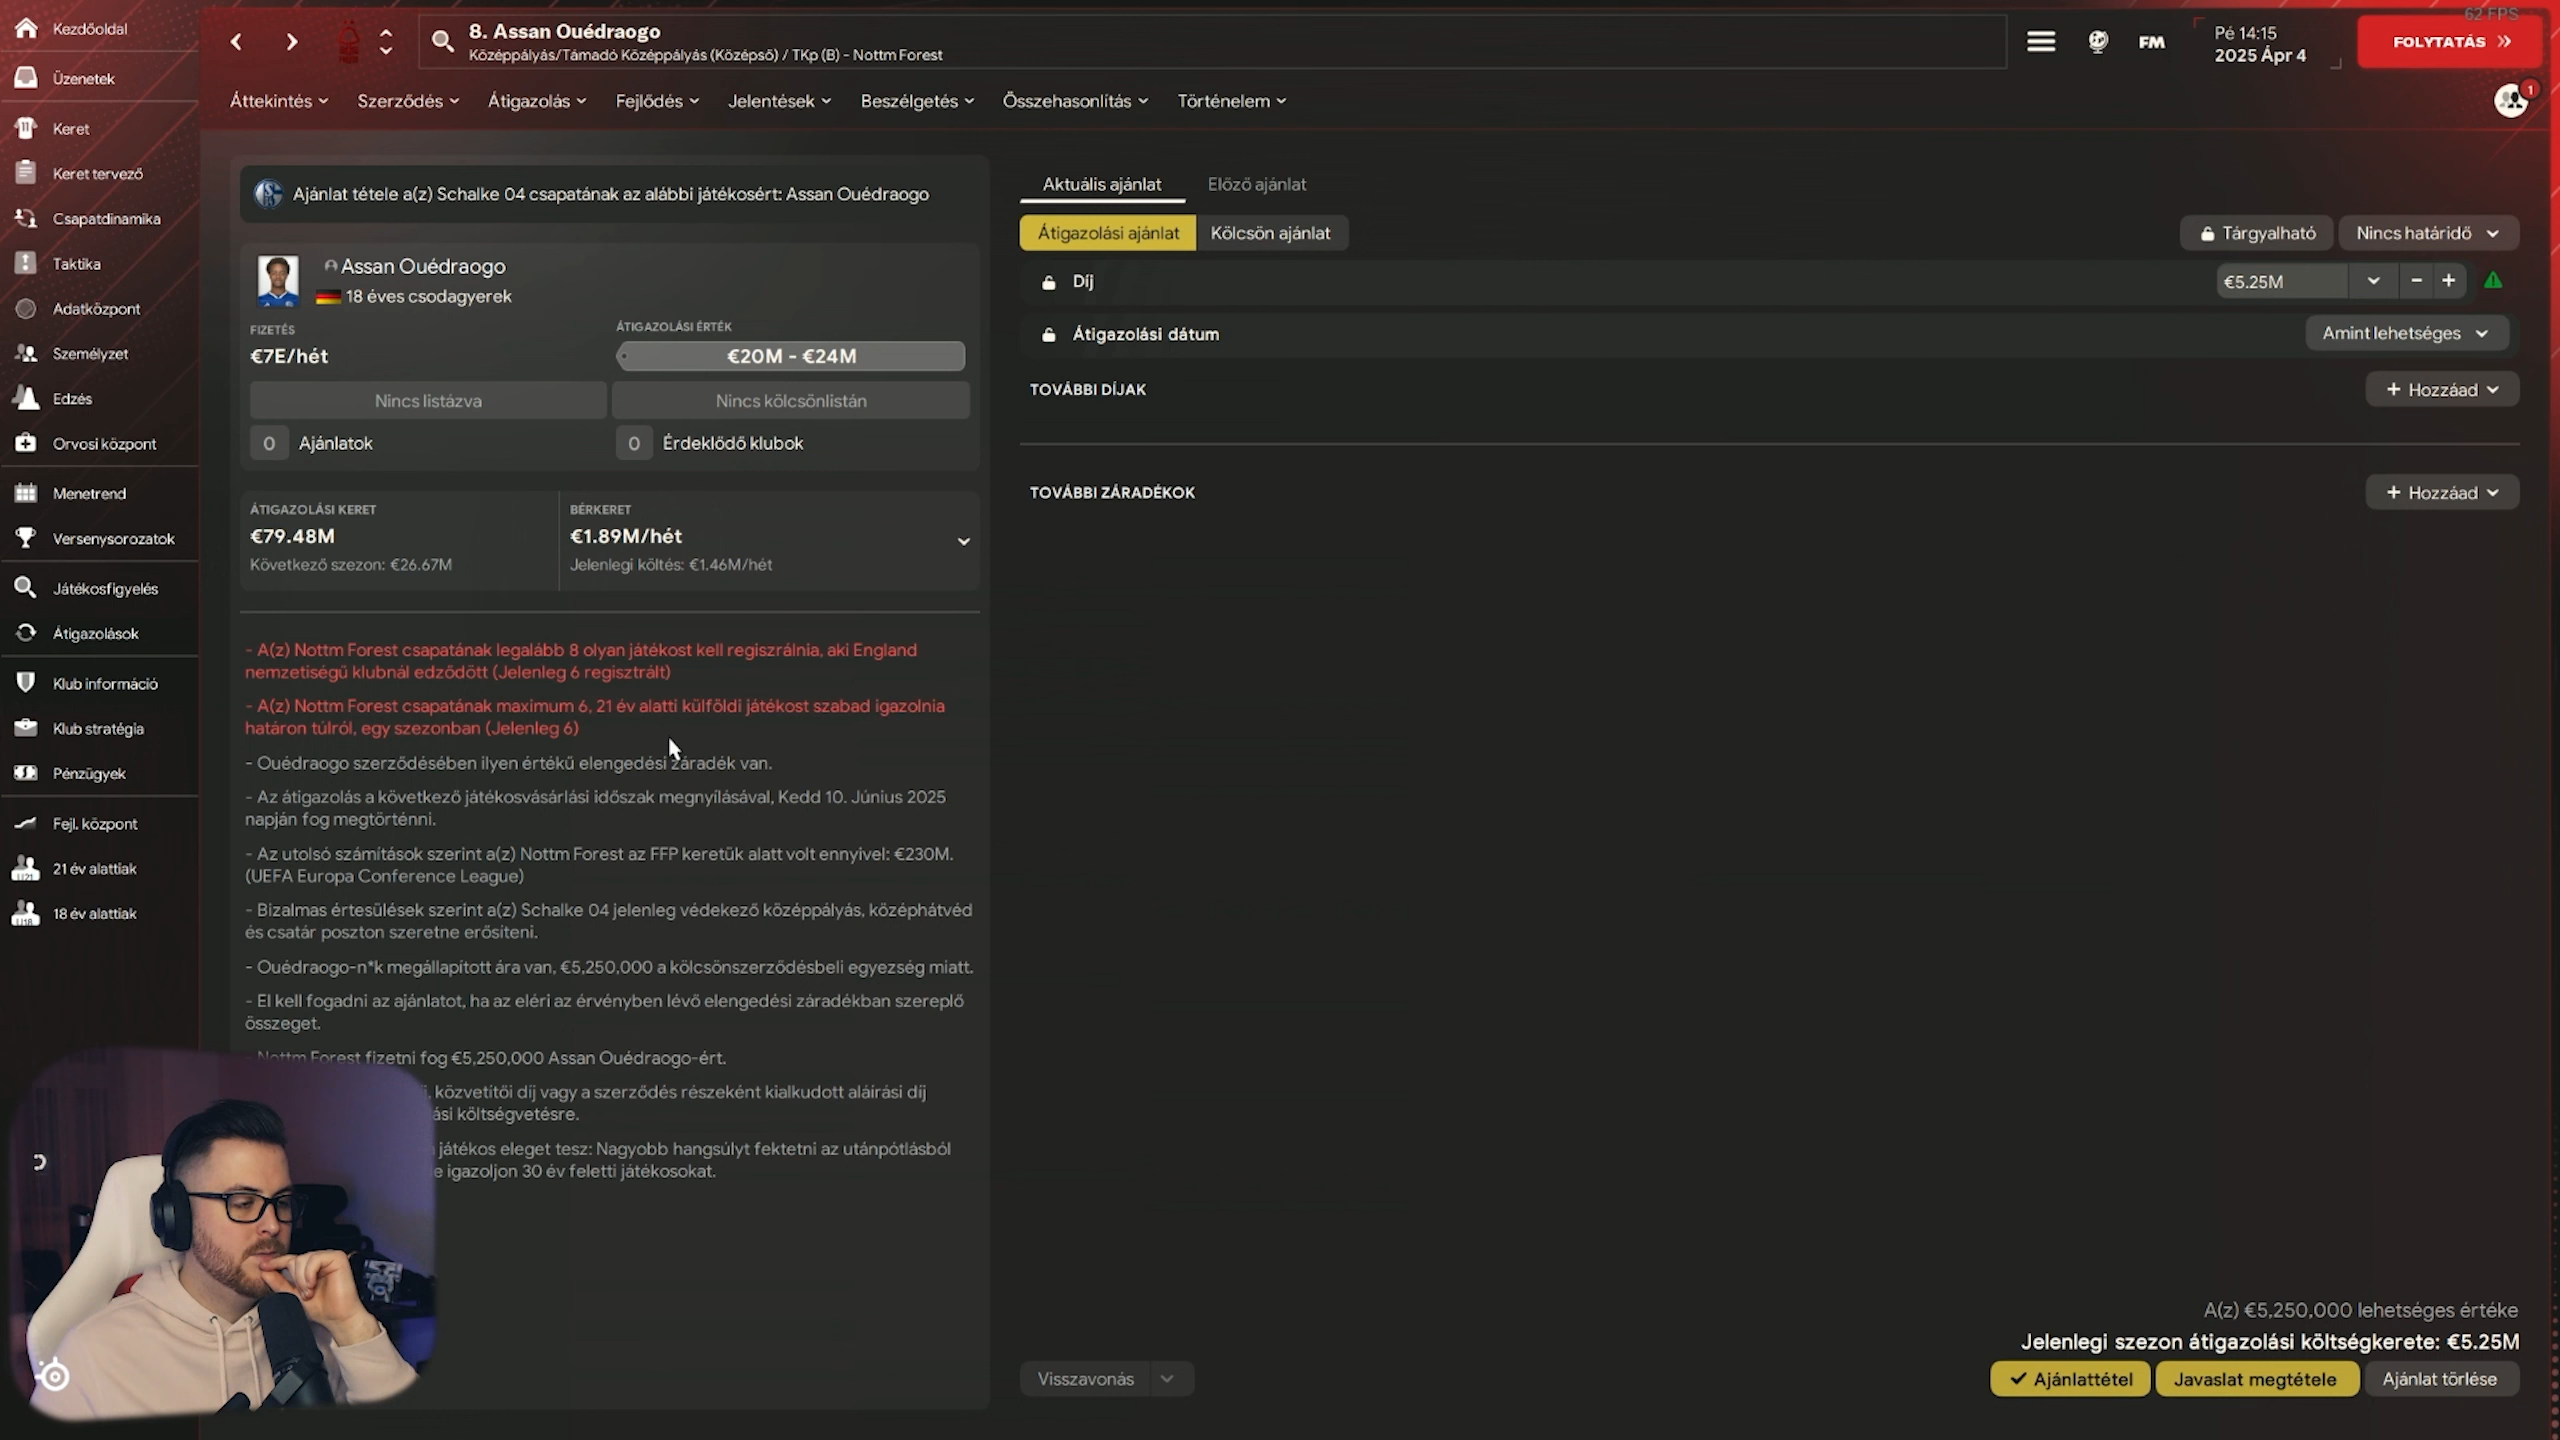 Kezdőoldal
Üzenetek
Keret
Keret tervező
Csapatdinamika
Taktika
Adatközpont
Személyzet
Edzés
Orvosi központ
Menetrend
Versenysorozatok
Játékosfigyelés
Átigazolások
Klub információ
Klub stratégia
Pénzügyek
Fejl. központ
21 év alattiak
18 év alattiak
8. Assan Ouédraogo
Középpályás/Támadó Középpályás (Középső) / TKp (B) - Nottm Forest
FM
62 FPS
Pé 14:15
2025 Ápr 4
FOLYTATÁS
1
Áttekintés
Szerződés
Átigazolás
Fejlődés
Jelentések
Beszélgetés
Összehasonlítás
Történelem
Ajánlat tétele a(z) Schalke 04 csapatának az alábbi játékosért: Assan Ouédraogo
Assan Ouédraogo
18 éves csodagyerek
FIZETÉS
€7E/hét
ÁTIGAZOLÁSI ÉRTÉK
€20M - €24M
Nincs listázva
Nincs kölcsönlistán
0 Ajánlatok
0 Érdeklődő klubok
ÁTIGAZOLÁSI KERET
€79.48M
Következő szezon: €26.67M
BÉRKERET
€1.89M/hét
Jelenlegi költés: €1.46M/hét
- A(z) Nottm Forest csapatának legalább 8 olyan játékost kell regiszrálnia, aki England
nemzetiségű klubnál edződött (Jelenleg 6 regisztrált)
- A(z) Nottm Forest csapatának maximum 6, 21 év alatti külföldi játékost szabad igazolnia
határon túlról, egy szezonban (Jelenleg 6)
- Ouédraogo szerződésében ilyen értékű elengedési záradék van.
- Az átigazolás a következő játékosvásárlási időszak megnyílásával, Kedd 10. Június 2025
napján fog megtörténni.
- Az utolsó számítások szerint a(z) Nottm Forest az FFP keretük alatt volt ennyivel: €230M.
(UEFA Europa Conference League)
- Bizalmas értesülések szerint a(z) Schalke 04 jelenleg védekező középpályás, középhátvéd
és csatár poszton szeretne erősíteni.
- Ouédraogo-n*k megállapított ára van, €5,250,000 a kölcsönszerződésbeli egyezség miatt.
- El kell fogadni az ajánlatot, ha az eléri az érvényben lévő elengedési záradékban szereplő
összeget.
Nottm Forest fizetni fog €5,250,000 Assan Ouédraogo-ért.
, közvetítői díj vagy a szerződés részeként kialkudott aláírási díj
ási költségvetésre.
játékos eleget tesz: Nagyobb hangsúlyt fektetni az utánpótlásból
e igazoljon 30 év feletti játékosokat.
Aktuális ajánlat
Előző ajánlat
Átigazolási ajánlat
Kölcsön ajánlat
Tárgyalható
Nincs határidő
Díj
€5.25M
Átigazolási dátum
Amint lehetséges
TOVÁBBI DÍJAK
+ Hozzáad
TOVÁBBI ZÁRADÉKOK
+ Hozzáad
A(z) €5,250,000 lehetséges értéke
Jelenlegi szezon átigazolási költségkerete: €5.25M
Visszavonás
Ajánlattétel
Javaslat megtétele
Ajánlat törlése